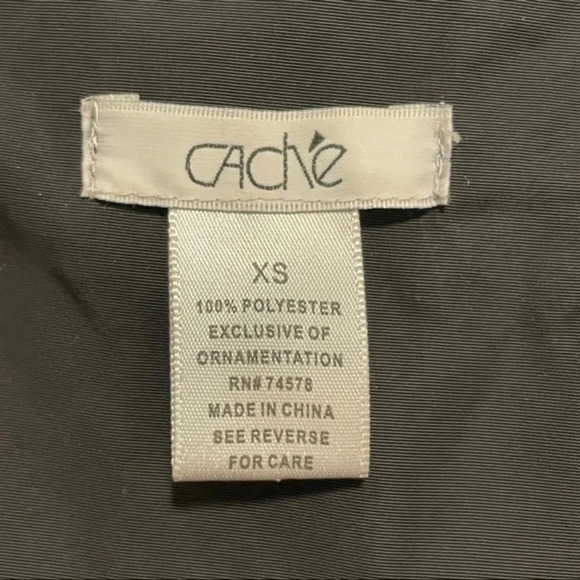 CACHÉ
XS
100% POLYESTER
EXCLUSIVE OF
ORNAMENTATION
RN# 74578
MADE IN CHINA
SEE REVERSE
FOR CARE